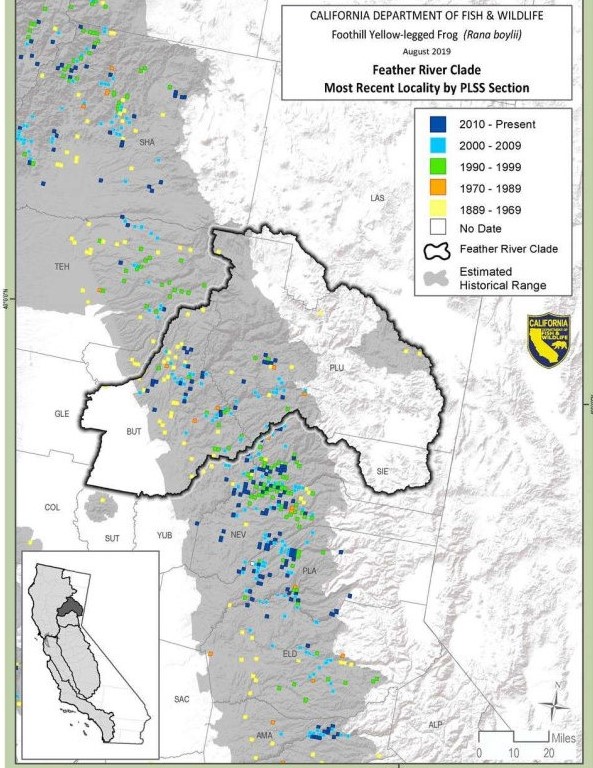 CALIFORNIA DEPARTMENT OF FISH & WILDLIFE
Foothill Yellow-legged Frog (Rana boylii)
August 2019
Feather River Clade
Most Recent Locality by PLSS Section
2010 - Present
2000 - 2009
1990 - 1999
1970 - 1989
1889 - 1969
No Date
Feather River Clade
Estimated
Historical Range
SHA
LAS
TEH
CALIFORNIA
FISH &
WILDLIFE
PLU
GLE
BUT
SIE
COL
SUT
YUB
NEV
PLA
ELD
SAC
AMA
ALP
Miles
0 10 20